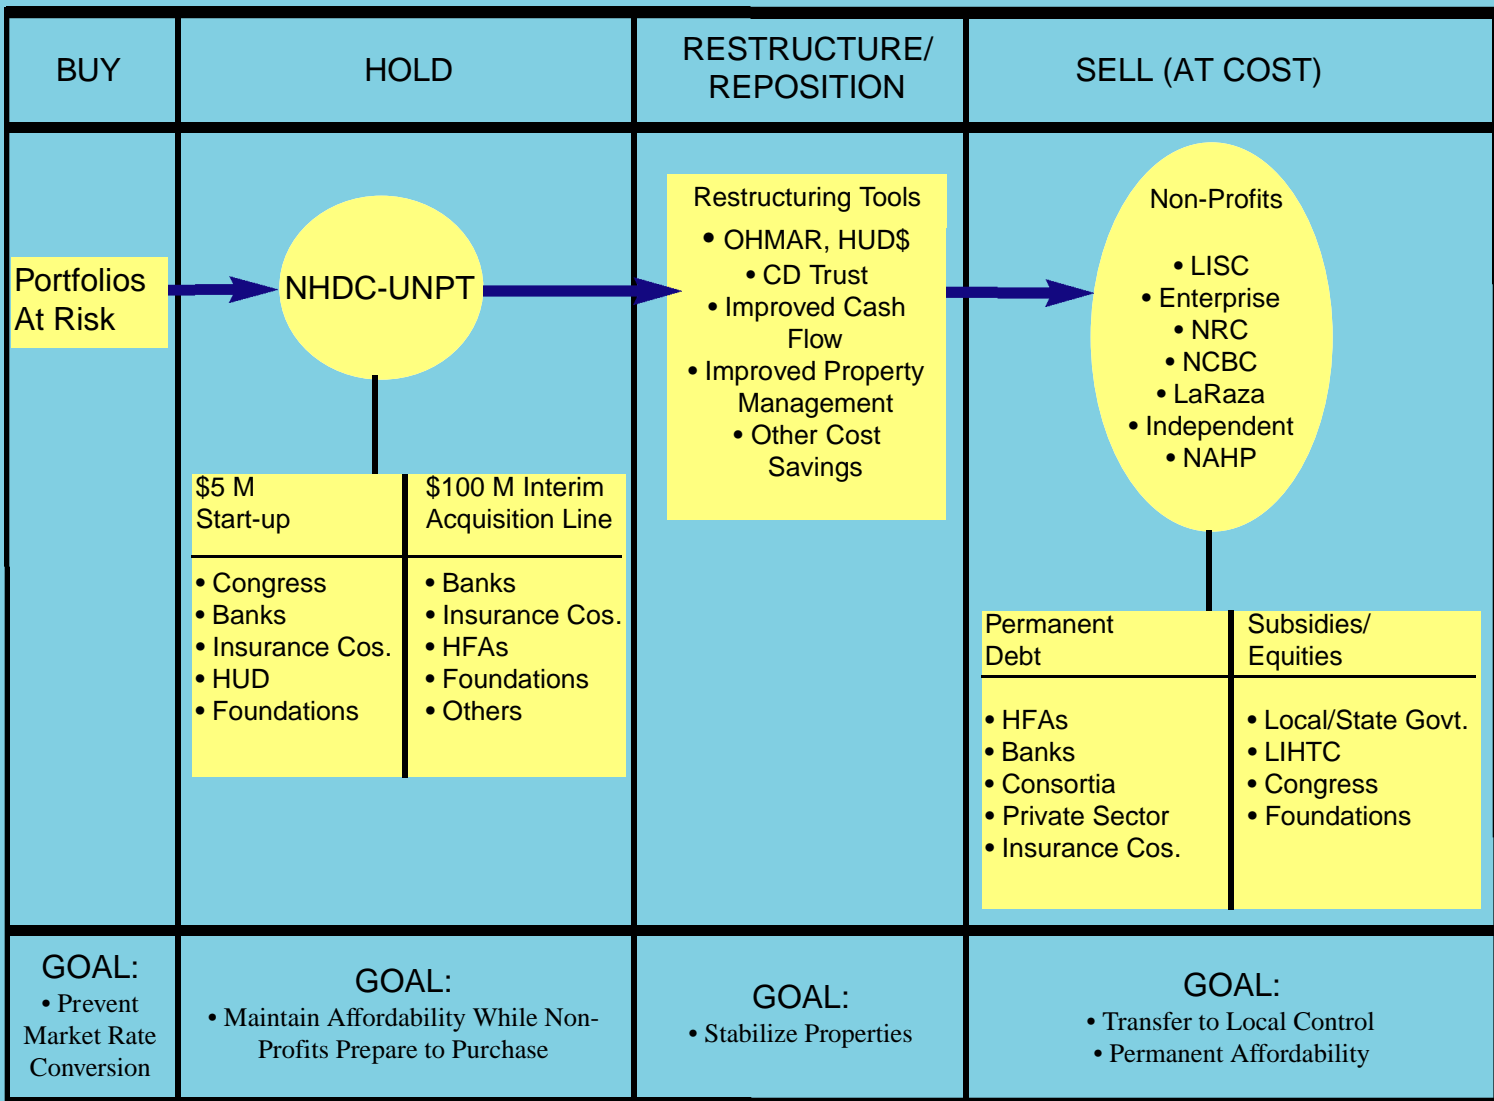 BUY
HOLD
RESTRUCTURE/
REPOSITION
SELL (AT COST)
Portfolios
At Risk
NHDC-UNPT
$5 M
Start-up
• Congress
• Banks
• Insurance Cos.
• HUD
• Foundations
$100 M Interim
Acquisition Line
• Banks
• Insurance Cos.
• HFAs
• Foundations
• Others
Restructuring Tools
• OHMAR, HUD$
• CD Trust
• Improved Cash
Flow
• Improved Property
Management
• Other Cost
Savings
Non-Profits
• LISC
• Enterprise
• NRC
• NCBC
• LaRaza
• Independent
• NAHP
Permanent
Debt
• HFAs
• Banks
• Consortia
• Private Sector
• Insurance Cos.
Subsidies/
Equities
• Local/State Govt.
• LIHTC
• Congress
• Foundations
GOAL:
• Prevent
Market Rate
Conversion
GOAL:
• Maintain Affordability While Non-
Profits Prepare to Purchase
GOAL:
• Stabilize Properties
GOAL:
• Transfer to Local Control
• Permanent Affordability